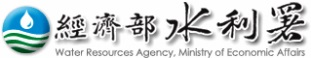 經濟部水利署
Water Resources Agency, Ministry of Economic Affairs